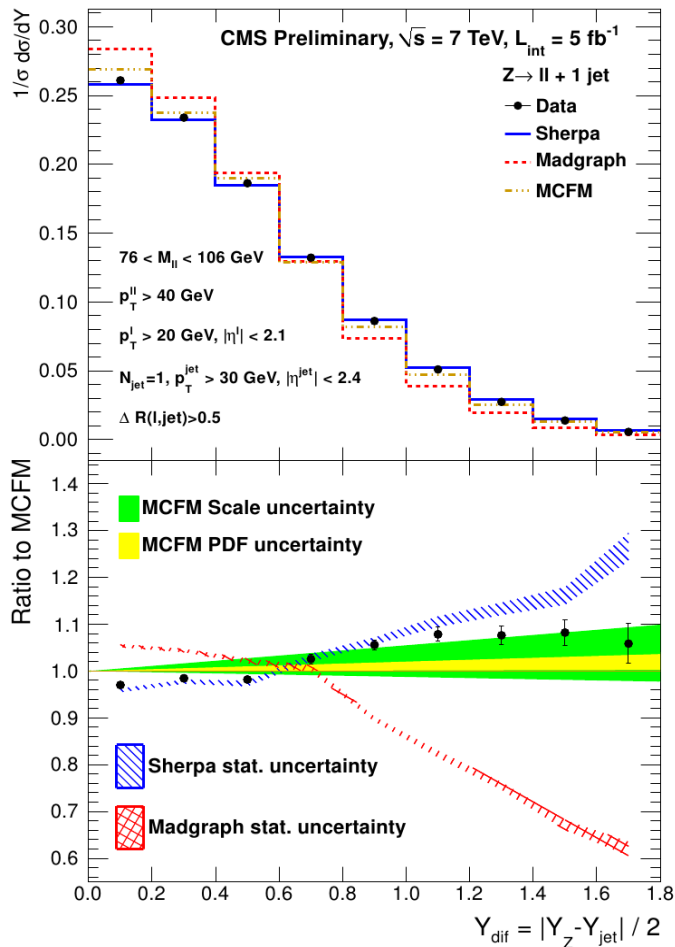 1/σ dσ/dY
0.30
0.25
0.20
0.15
0.10
0.05
0.00
CMS Preliminary, √s = 7 TeV, L_int = 5 fb⁻¹
Z→ ll + 1 jet
Data
Sherpa
Madgraph
MCFM
76 < M_ll < 106 GeV
p_T^ll > 40 GeV
p_T^l > 20 GeV, |η^l| < 2.1
N_jet=1, p_T^jet > 30 GeV, |η^jet| < 2.4
Δ R(l,jet)>0.5
Ratio to MCFM
1.4
1.3
1.2
1.1
1.0
0.9
0.8
0.7
0.6
MCFM Scale uncertainty
MCFM PDF uncertainty
Sherpa stat. uncertainty
Madgraph stat. uncertainty
0.0 0.2 0.4 0.6 0.8 1.0 1.2 1.4 1.6 1.8
Y_dif = |Y_Z-Y_jet| / 2